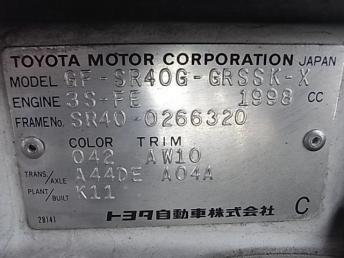 TOYOTA MOTOR CORPORATION JAPAN
MODEL GF-SR40G-GRSSK-X
ENGINE 3S-FE 1998 CC
FRAME No. SR40-0266320
COLOR TRIM
042 AW10
TRANS/AXLE A44DE A04A
PLANT/BUILT K11
28141 トヨタ自動車株式会社 C